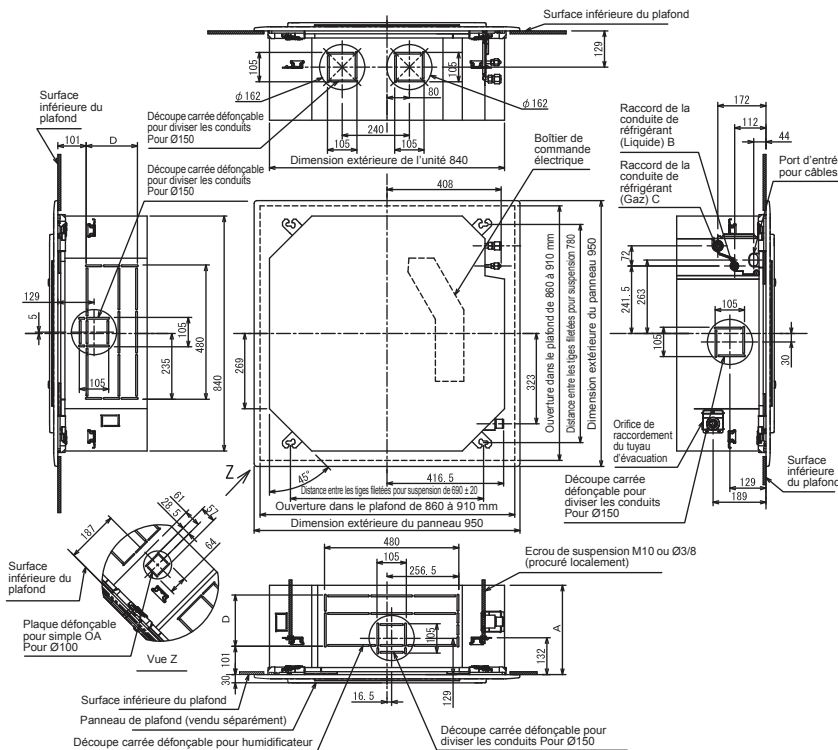 Surface inférieure du plafond
129
105
105
φ162
80
φ162
Découpe carrée défonçable
pour diviser les conduits
Pour Ø150
240
105
105
Dimension extérieure de l'unité 840
Boîtier de
commande
électrique
Surface
inférieure du
plafond
101
D
Découpe carrée défonçable
pour diviser les conduits
Pour Ø150
129
5
105
105
235
480
840
408
269
323
Ouverture dans le plafond de 860 à 910 mm
Distance entre les tiges filetées pour suspension 780
Dimension extérieure du panneau 950
45°
416.5
Distance entre les tiges filetées pour suspension de 690 ± 20
Ouverture dans le plafond de 860 à 910 mm
Dimension extérieure du panneau 950
Z
172
112
44
Raccord de la
conduite de
réfrigérant
(Liquide) B
Raccord de la
conduite de
réfrigérant
(Gaz) C
Port d'entré
pour câbles
72
241.5
263
105
105
30
Orifice de
raccordement
du tuyau
d'évacuation
Découpe carrée
défonçable pour
diviser les conduits
Pour Ø150
129
189
Surface
inférieure
du plafond
187
61
28.5
57
64
Surface
inférieure du
plafond
Plaque défonçable
pour simple OA
Pour Ø100
Vue Z
480
105
256.5
Ecrou de suspension M10 ou Ø3/8
(procuré localement)
D
101
30
105
A
132
129
16.5
Surface inférieure du plafond
Panneau de plafond (vendu séparément)
Découpe carrée défonçable pour humidificateur
Découpe carrée défonçable pour
diviser les conduits Pour Ø150